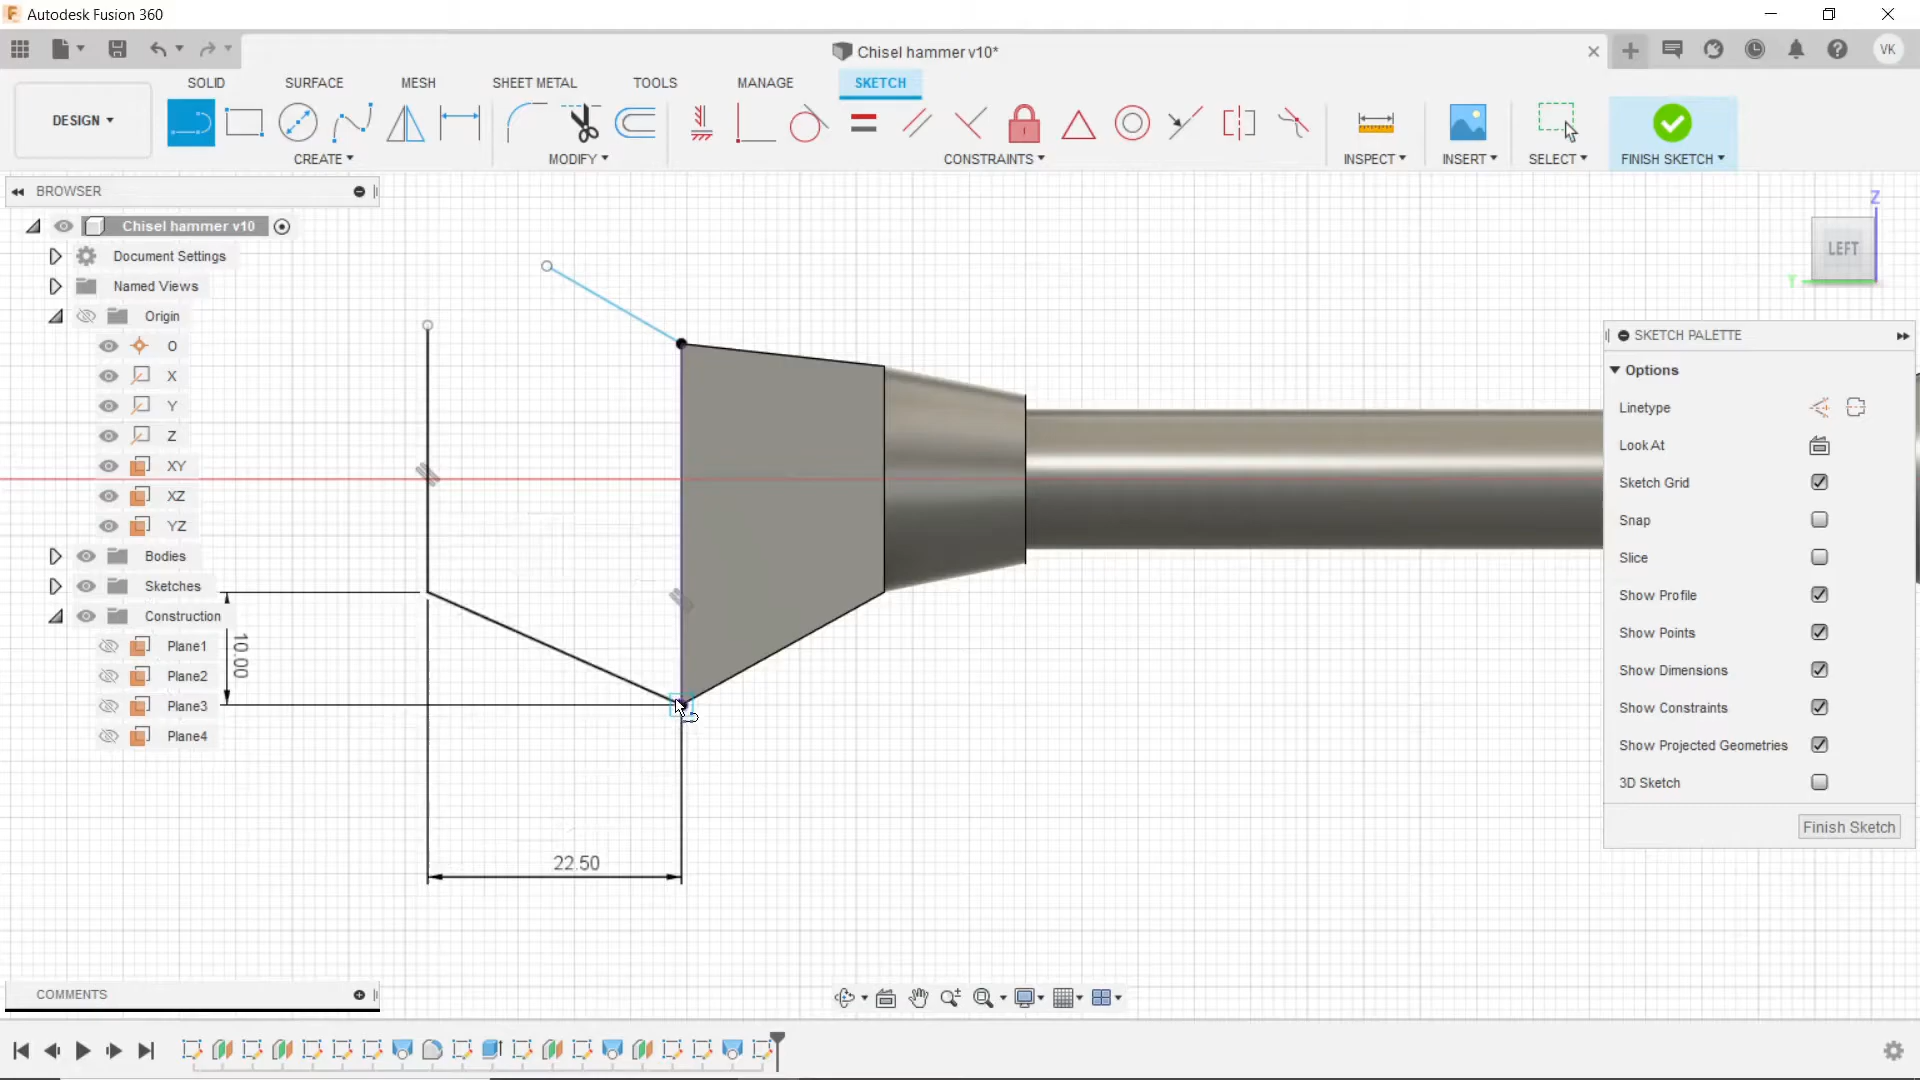 Autodesk Fusion 360
Chisel hammer v10*
VK
DESIGN
SOLID
SURFACE
MESH
SHEET METAL
TOOLS
MANAGE
SKETCH
CREATE
MODIFY
CONSTRAINTS
INSPECT
INSERT
SELECT
FINISH SKETCH
BROWSER
Chisel hammer v10
Document Settings
Named Views
Origin
O
X
Y
Z
XY
XZ
YZ
Bodies
Sketches
Construction
Plane1
Plane2
Plane3
Plane4
10.00
22.50
Z
LEFT
Y
SKETCH PALETTE
Options
Linetype
Look At
Sketch Grid
Snap
Slice
Show Profile
Show Points
Show Dimensions
Show Constraints
Show Projected Geometries
3D Sketch
Finish Sketch
COMMENTS